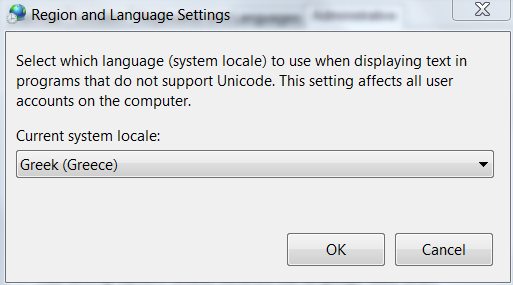 Region and Language Settings
Select which language (system locale) to use when displaying text in
programs that do not support Unicode. This setting affects all user
accounts on the computer.
Current system locale:
Greek (Greece)
OK Cancel